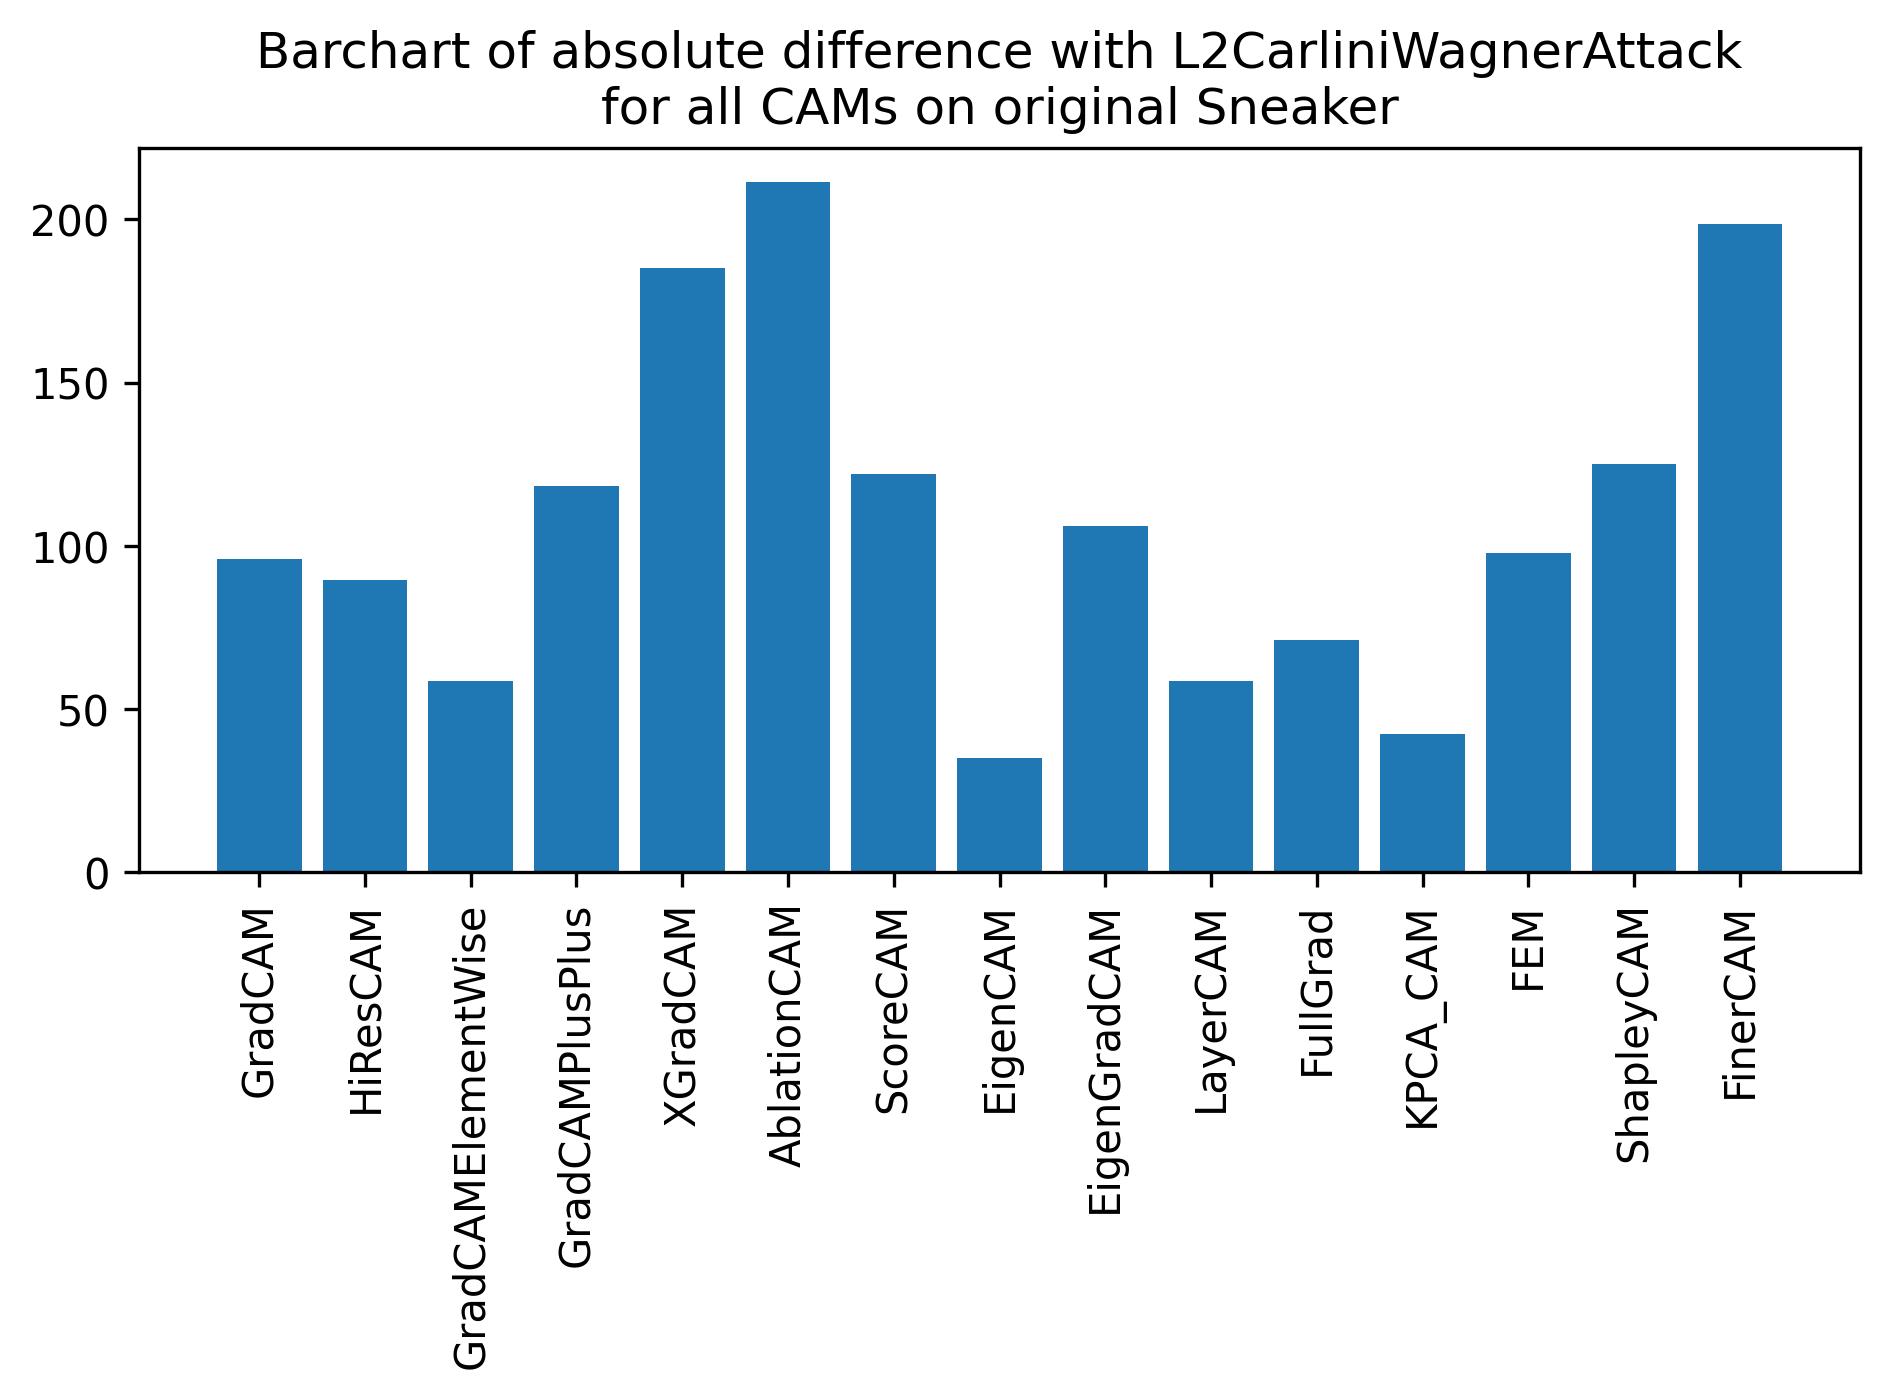 Barchart of absolute difference with L2CarliniWagnerAttack
for all CAMs on original Sneaker
200
150
100
50
0
GradCAM
HiResCAM
GradCAMElementWise
GradCAMPlusPlus
XGradCAM
AblationCAM
ScoreCAM
EigenCAM
EigenGradCAM
LayerCAM
FullGrad
KPCA_CAM
FEM
ShapleyCAM
FinerCAM